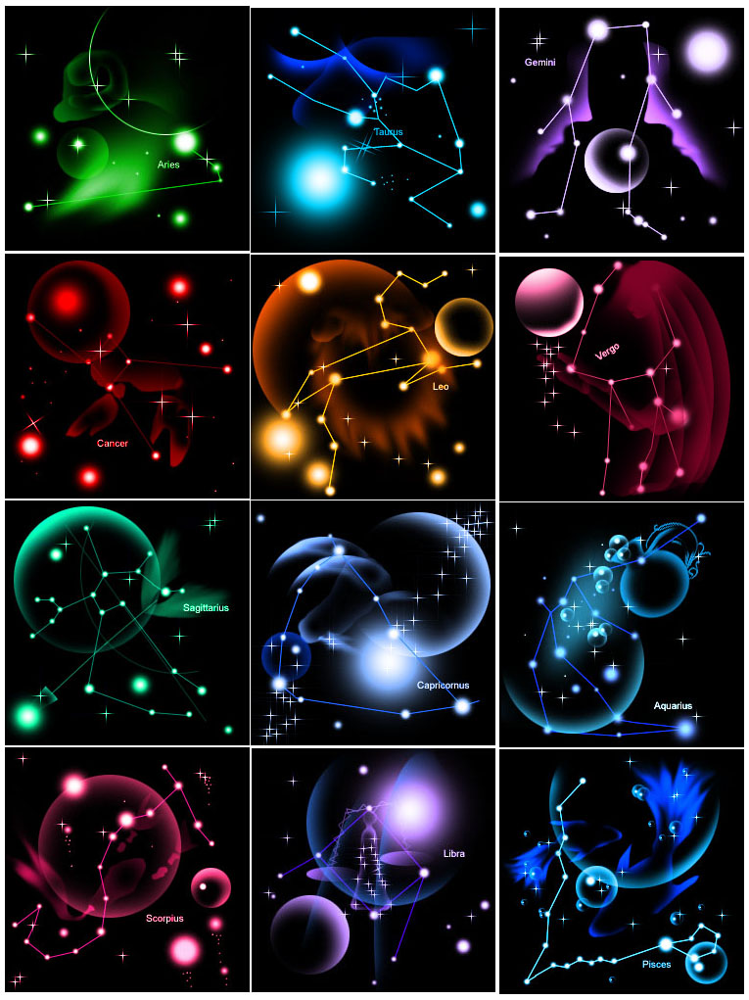 Aries
Taurus
Gemini
Cancer
Leo
Vergo
Sagittarius
Capricornus
Aquarius
Scorpius
Libra
Pisces